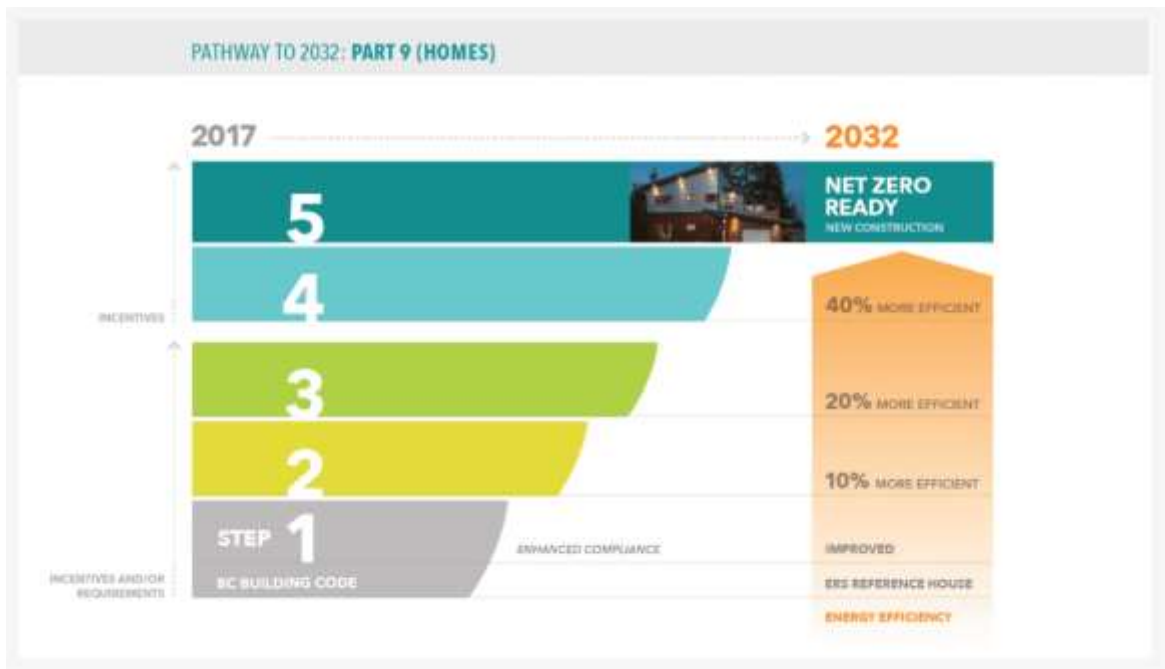 PATHWAY TO 2032: PART 9 (HOMES)
2017
2032
5
NET ZERO
READY
NEW CONSTRUCTION
4
40% MORE EFFICIENT
INCENTIVES
3
20% MORE EFFICIENT
2
10% MORE EFFICIENT
STEP 1
ENHANCED COMPLIANCE
IMPROVED
BC BUILDING CODE
ERS REFERENCE HOUSE
INCENTIVES AND/OR
REQUIREMENTS
ENERGY EFFICIENCY